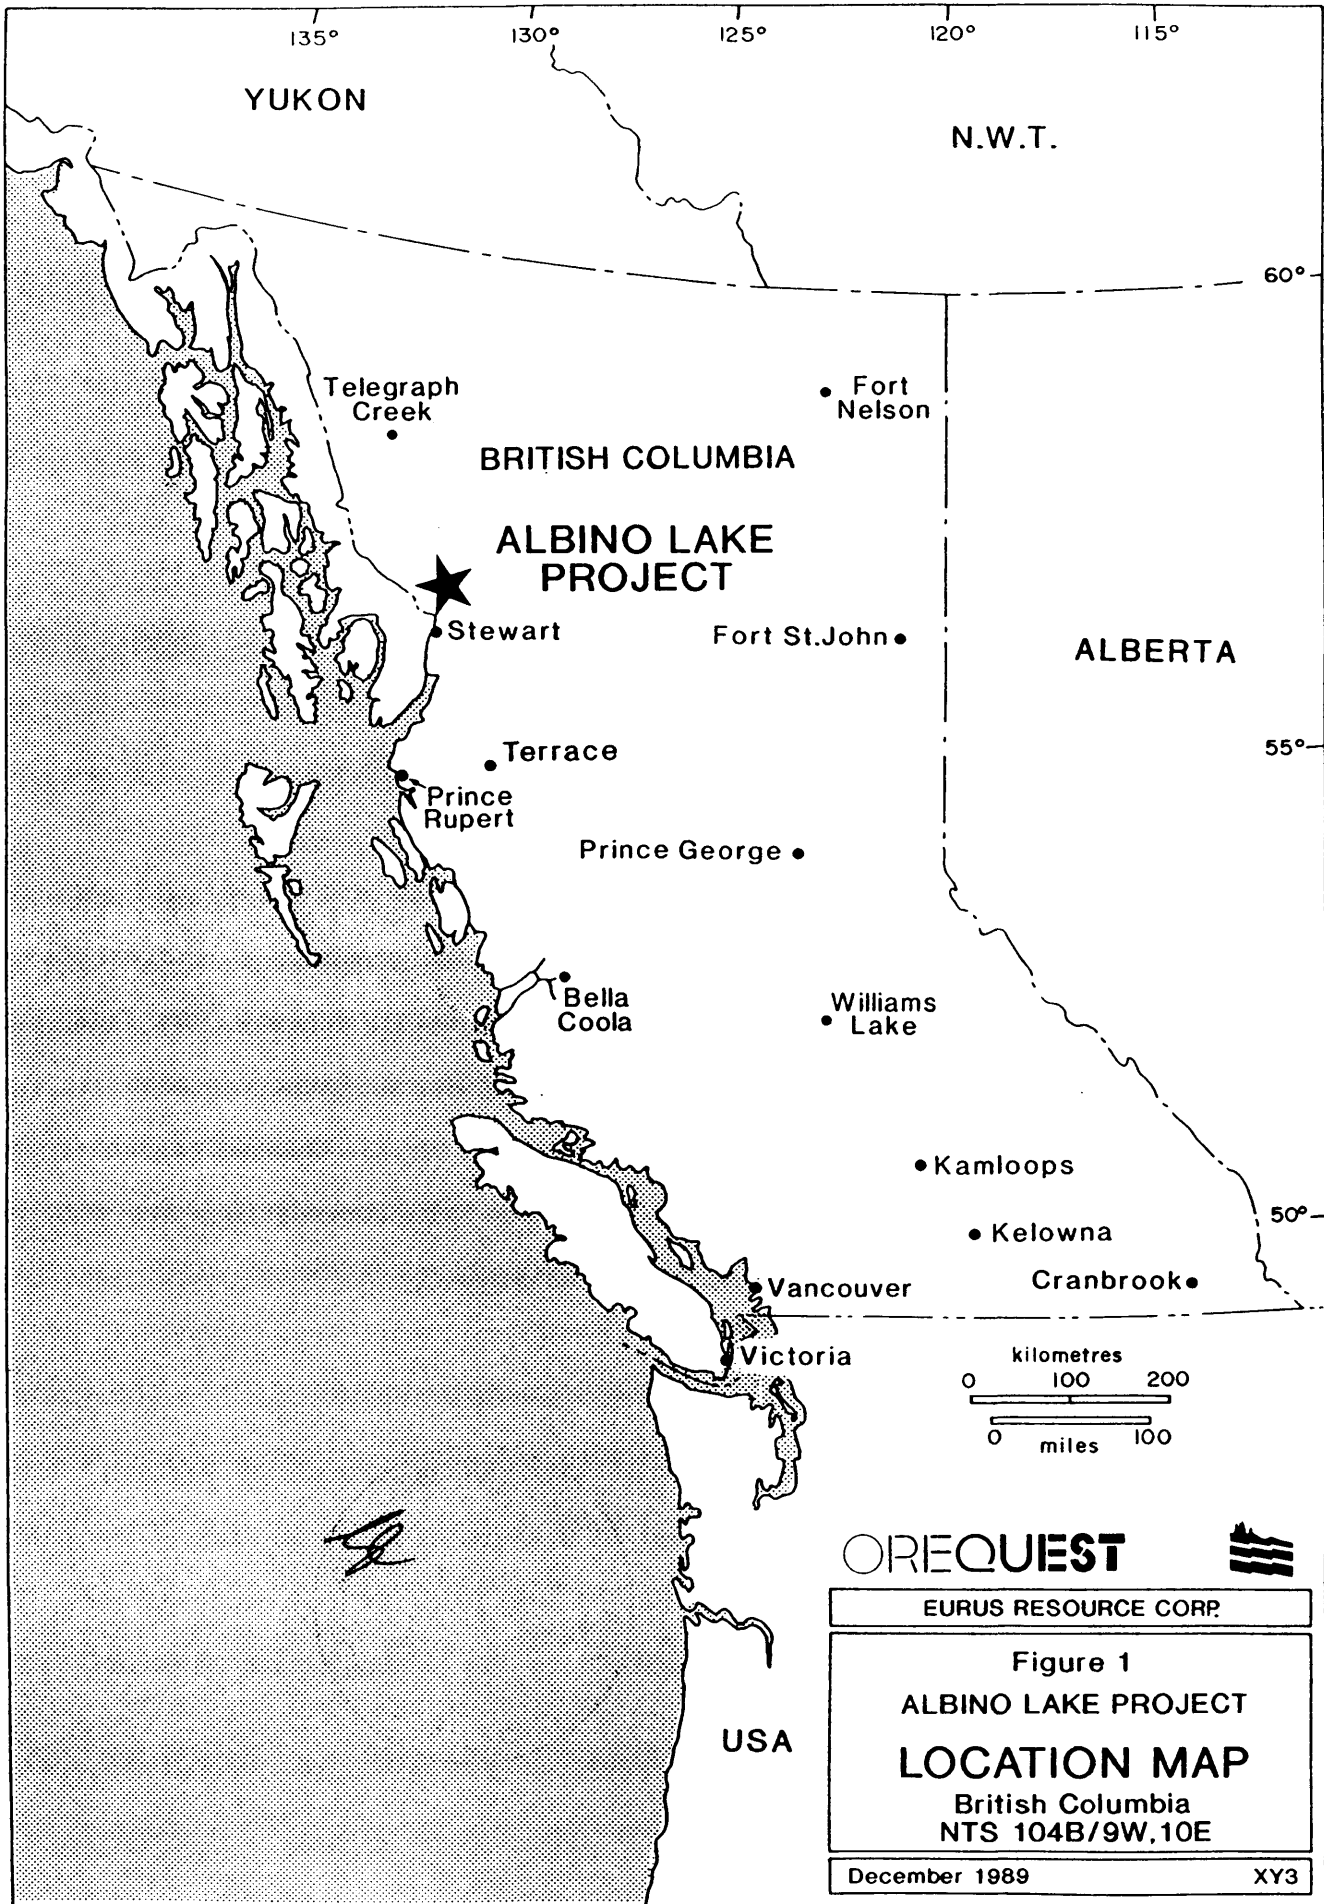 135°
130°
125°
120°
115°
YUKON
N.W.T.
60°
Telegraph
Creek
Fort
Nelson
BRITISH COLUMBIA
ALBINO LAKE
PROJECT
Stewart
Fort St.John
ALBERTA
55°
Terrace
Prince
Rupert
Prince George
Bella
Coola
Williams
Lake
Kamloops
50°
Kelowna
Cranbrook
Vancouver
Victoria
kilometres
0 100 200
0 100
miles
OREQUEST
EURUS RESOURCE CORP.
Figure 1
ALBINO LAKE PROJECT
USA
LOCATION MAP
British Columbia
NTS 104B/9W,10E
December 1989 XY3